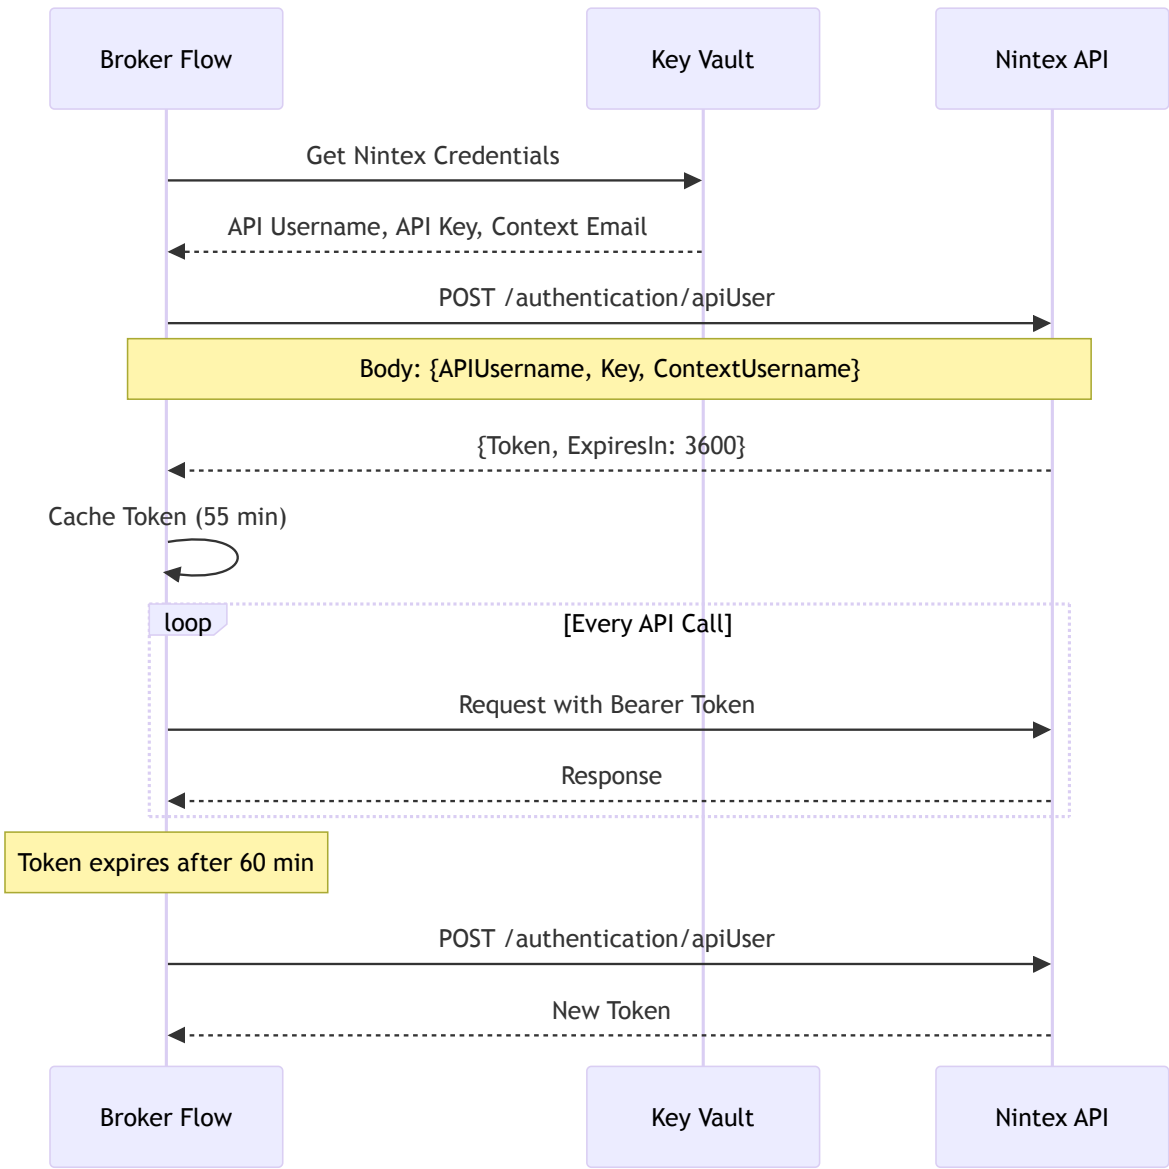 Broker Flow
Key Vault
Nintex API
Get Nintex Credentials
API Username, API Key, Context Email
POST /authentication/apiUser
Body: {APIUsername, Key, ContextUsername}
{Token, ExpiresIn: 3600}
Cache Token (55 min)
loop
[Every API Call]
Request with Bearer Token
Response
Token expires after 60 min
POST /authentication/apiUser
New Token
Broker Flow
Key Vault
Nintex API